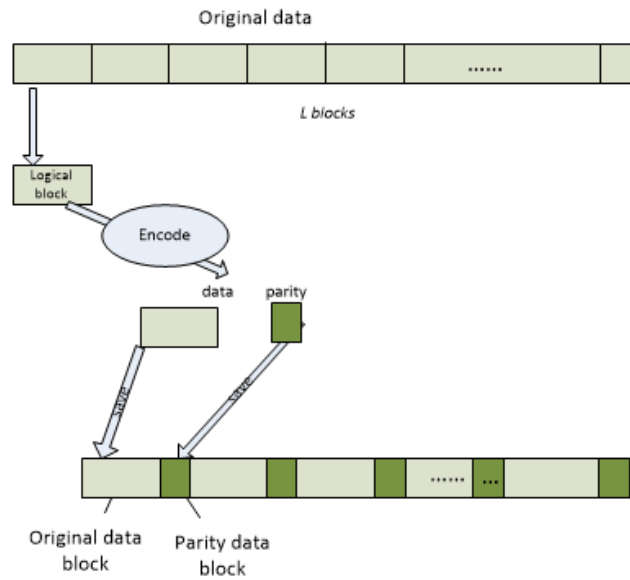 Original data
......
L blocks
Logical
block
Encode
data parity
save
save
...... ...
Original data
block
Parity data
block